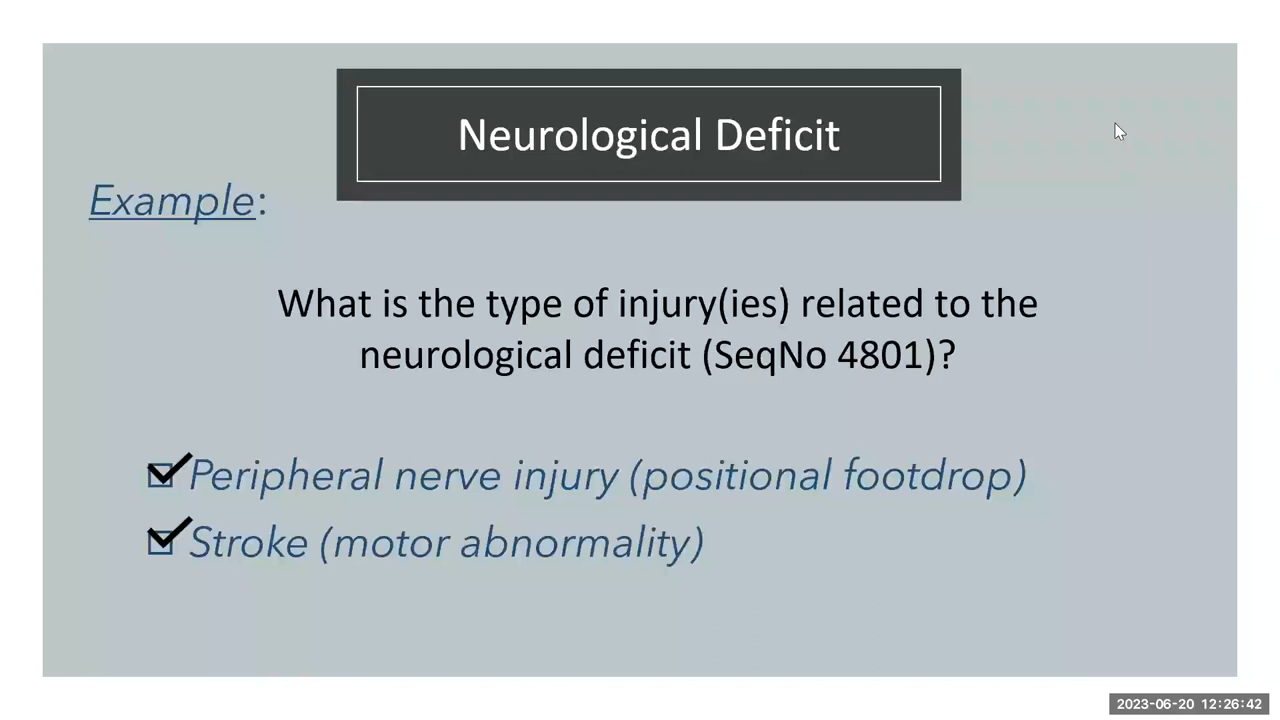 Neurological Deficit
Example:
What is the type of injury(ies) related to the
neurological deficit (SeqNo 4801)?
Peripheral nerve injury (positional footdrop)
Stroke (motor abnormality)
2023-06-20 12:26:42